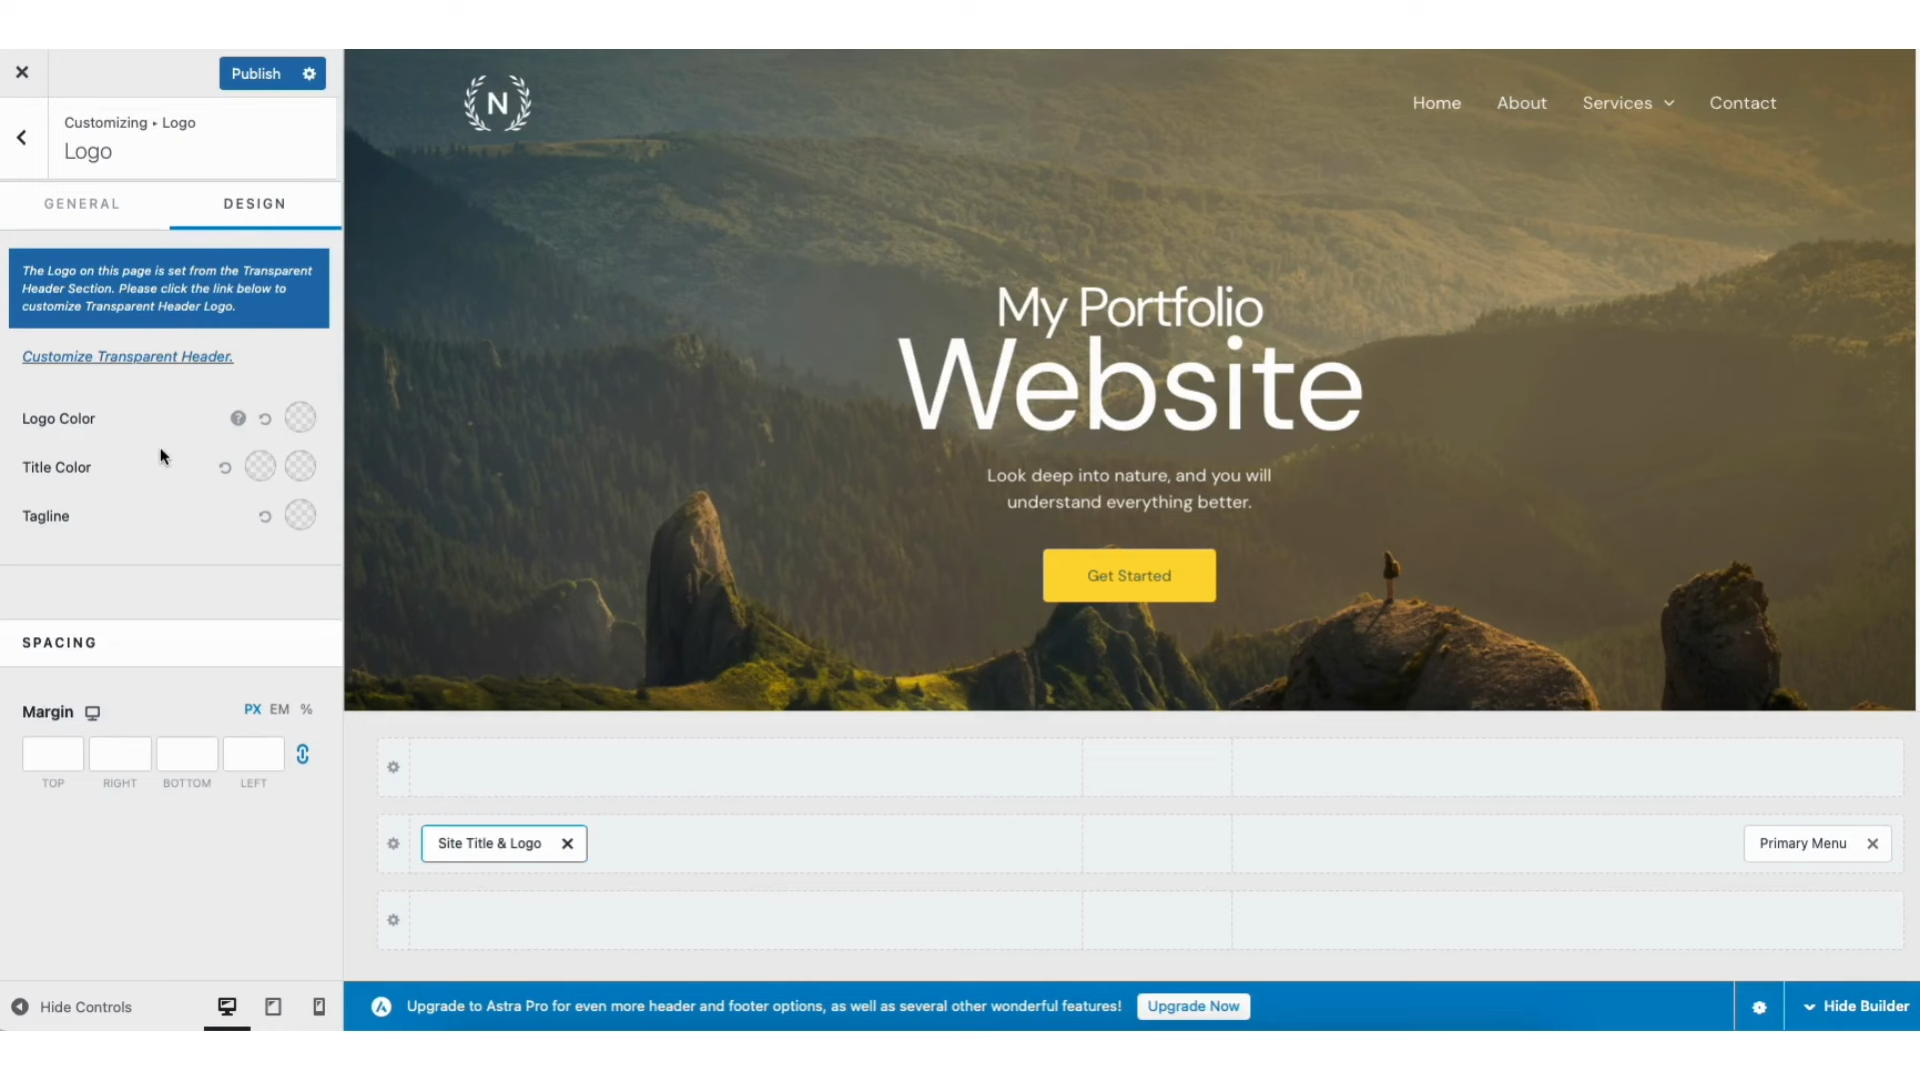 Publish
Customizing ▸ Logo
Logo
GENERAL
DESIGN
The Logo on this page is set from the Transparent
Header Section. Please click the link below to
customize Transparent Header Logo.
Customize Transparent Header.
Logo Color
?
Title Color
Tagline
SPACING
Margin
PX EM %
TOP
RIGHT
BOTTOM
LEFT
Hide Controls
N
Home
About
Services
Contact
My Portfolio
Website
Look deep into nature, and you will
understand everything better.
Get Started
Site Title & Logo
Primary Menu
Upgrade to Astra Pro for even more header and footer options, as well as several other wonderful features!
Upgrade Now
Hide Builder